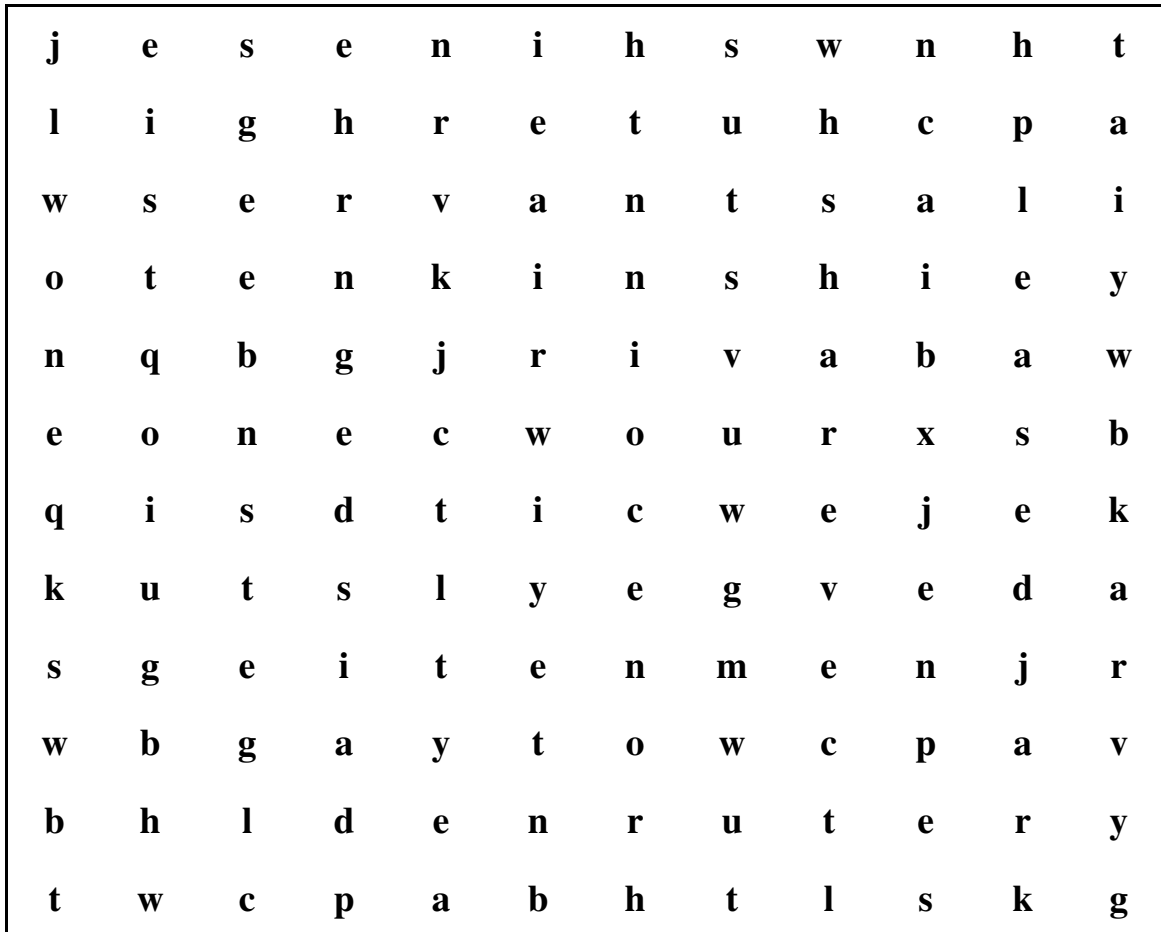 j e s e n i h s w n h t
l i g h r e t u h c p a
w s e r v a n t s a l i
o t e n k i n s h i e y
n q b g j r i v a b a w
e o n e c w o u r x s b
q i s d t i c w e j e k
k u t s l y e g v e d a
s g e i t e n m e n j r
w b g a y t o w c p a v
b h l d e n r u t e r y
t w c p a b h t l s k g